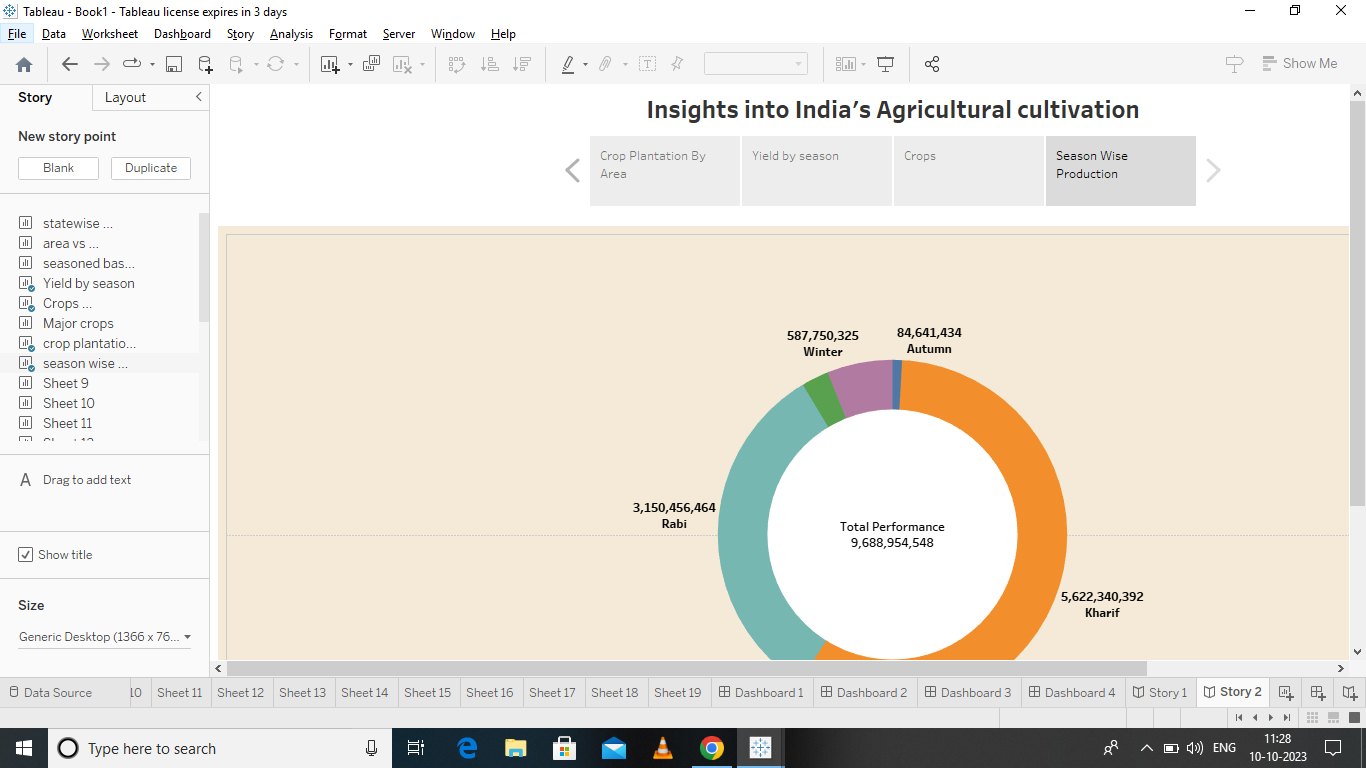 Tableau - Book1 - Tableau license expires in 3 days
File Data Worksheet Dashboard Story Analysis Format Server Window Help
Show Me
Story Layout
New story point
Blank Duplicate
statewise ...
area vs ...
seasoned bas...
Yield by season
Crops ...
Major crops
crop plantatio...
season wise ...
Sheet 9
Sheet 10
Sheet 11
A Drag to add text
Show title
Size
Generic Desktop (1366 x 76...
Insights into India's Agricultural cultivation
Crop Plantation By
Area
Yield by season
Crops
Season Wise
Production
587,750,325
Winter
84,641,434
Autumn
3,150,456,464
Rabi
Total Performance
9,688,954,548
5,622,340,392
Kharif
Data Source 10 Sheet 11 Sheet 12 Sheet 13 Sheet 14 Sheet 15 Sheet 16 Sheet 17 Sheet 18 Sheet 19 Dashboard 1 Dashboard 2 Dashboard 3 Dashboard 4 Story 1 Story 2
Type here to search
ENG
11:28
10-10-2023